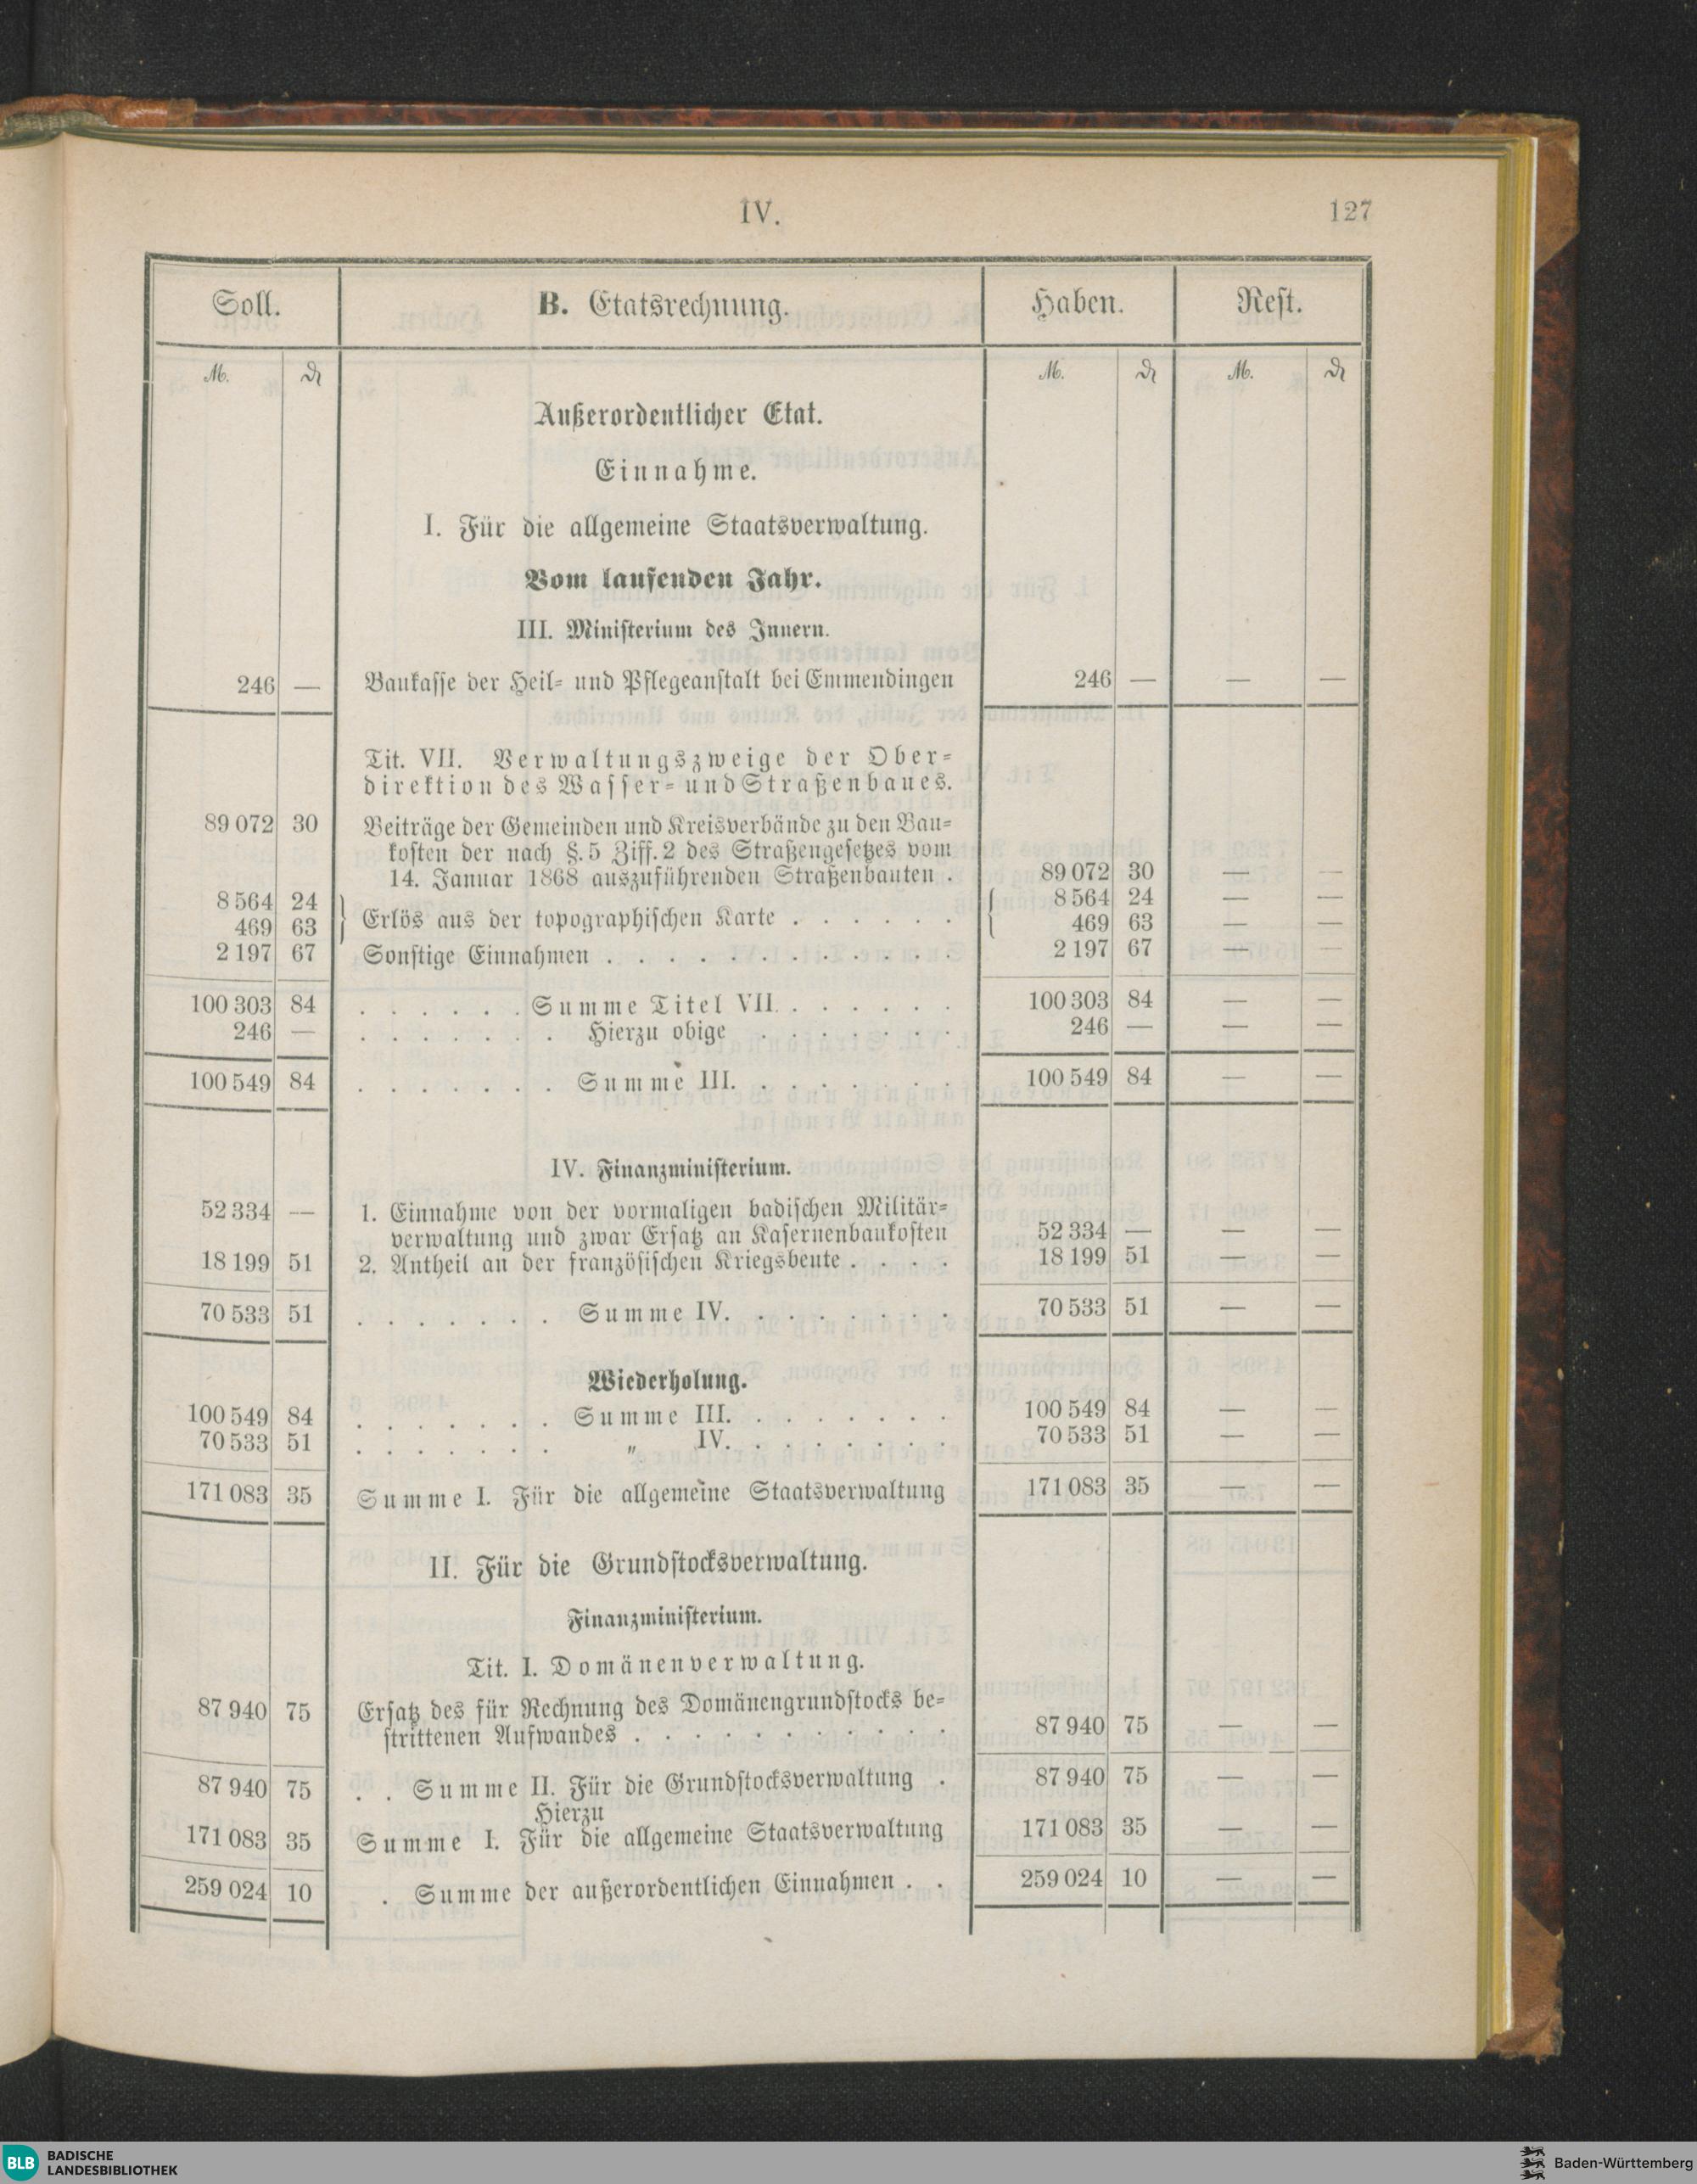 IV.
127
Soll. B. Etatsrechnung. Haben. Rest.
ℳ ₰ ℳ ₰ ℳ ₰
Außerordentlicher Etat.
Einnahme.
I. Für die allgemeine Staatsverwaltung.
Vom laufenden Jahr.
III. Ministerium des Innern.
246 — Baukasse der Heil- und Pflegeanstalt bei Emmendingen 246 — — —
Tit. VII. Verwaltungszweige der Ober-
direktion des Wasser- und Straßenbaues.
89 072 30 Beiträge der Gemeinden und Kreisverbände zu den Bau-
kosten der nach §. 5 Ziff. 2 des Straßengesetzes vom
14. Januar 1868 auszuführenden Straßenbauten . 89 072 30 — —
8 564 24 } Erlös aus der topographischen Karte . . . . . . { 8 564 24 — —
469 63 469 63 — —
2 197 67 Sonstige Einnahmen . . . . . . . . . . . . 2 197 67 — —
100 303 84 . . . . . . Summe Titel VII. . . . . . . 100 303 84 — —
246 — . . . . . . . Hierzu obige . . . . . . . 246 — — —
100 549 84 . . . . . . . Summe III. . . . . . . . 100 549 84 — —
IV. Finanzministerium.
52 334 — 1. Einnahme von der vormaligen badischen Militär-
verwaltung und zwar Ersatz an Kasernenbaukosten 52 334 — — —
18 199 51 2. Antheil an der französischen Kriegsbeute . . . . 18 199 51 — —
70 533 51 . . . . . . . Summe IV. . . . . . . . 70 533 51 — —
Wiederholung.
100 549 84 . . . . . . . Summe III. . . . . . . . 100 549 84 — —
70 533 51 . . . . . . . „ IV. . . . . . . . 70 533 51 — —
171 083 35 Summe I. Für die allgemeine Staatsverwaltung 171 083 35 — —
II. Für die Grundstocksverwaltung.
Finanzministerium.
Tit. I. Domänenverwaltung.
87 940 75 Ersatz des für Rechnung des Domänengrundstocks be-
strittenen Aufwandes . . . . . . . . . . . 87 940 75 — —
87 940 75 . . Summe II. Für die Grundstocksverwaltung . 87 940 75 — —
Hierzu
171 083 35 Summe I. Für die allgemeine Staatsverwaltung 171 083 35 — —
259 024 10 . Summe der außerordentlichen Einnahmen . . 259 024 10 — —
BLB BADISCHE
LANDESBIBLIOTHEK
Baden-Württemberg